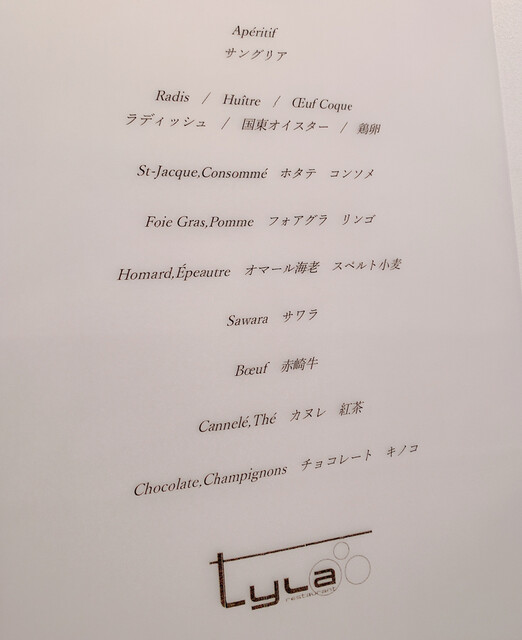 Apéritif
サングリア
Radis / Huître / Œuf Coque
ラディッシュ / 国東オイスター / 鶏卵
St-Jacque,Consommé ホタテ コンソメ
Foie Gras,Pomme フォアグラ リンゴ
Homard,Épeautre オマール海老 スペルト小麦
Sawara サワラ
Bœuf 赤崎牛
Cannelé,Thé カヌレ 紅茶
Chocolate,Champignons チョコレート キノコ
tyla
restaurant